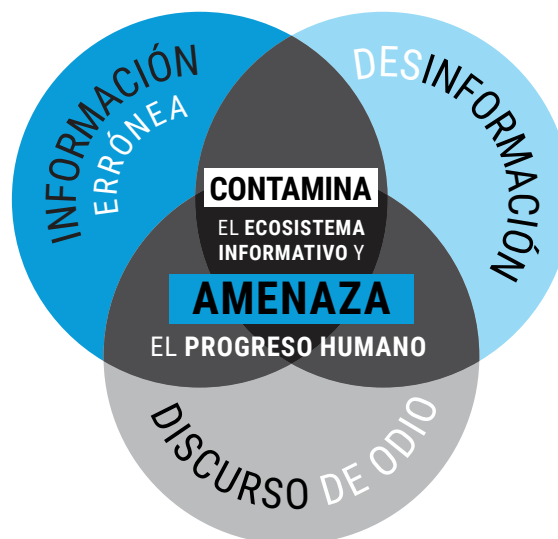 INFORMACIÓN
ERRÓNEA
DESINFORMACIÓN
CONTAMINA
EL ECOSISTEMA
INFORMATIVO Y
AMENAZA
EL PROGRESO HUMANO
DISCURSO DE ODIO